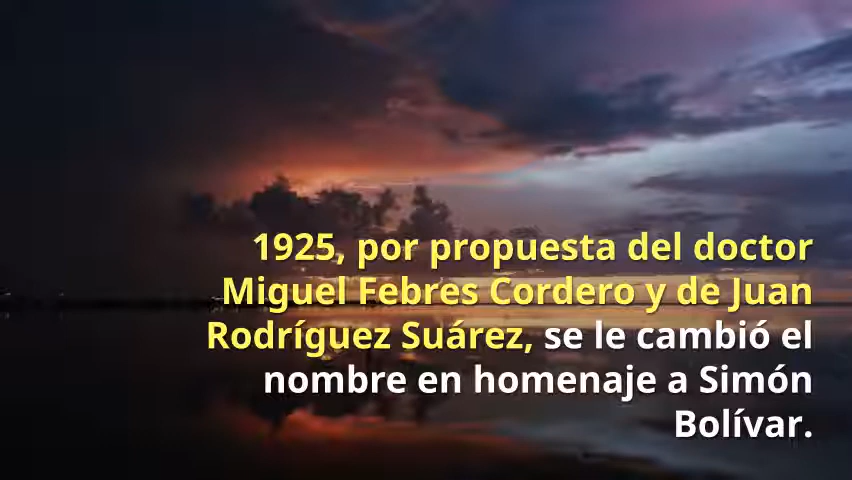 1925, por propuesta del doctor
Miguel Febres Cordero y de Juan
Rodríguez Suárez, se le cambió el
nombre en homenaje a Simón
Bolívar.